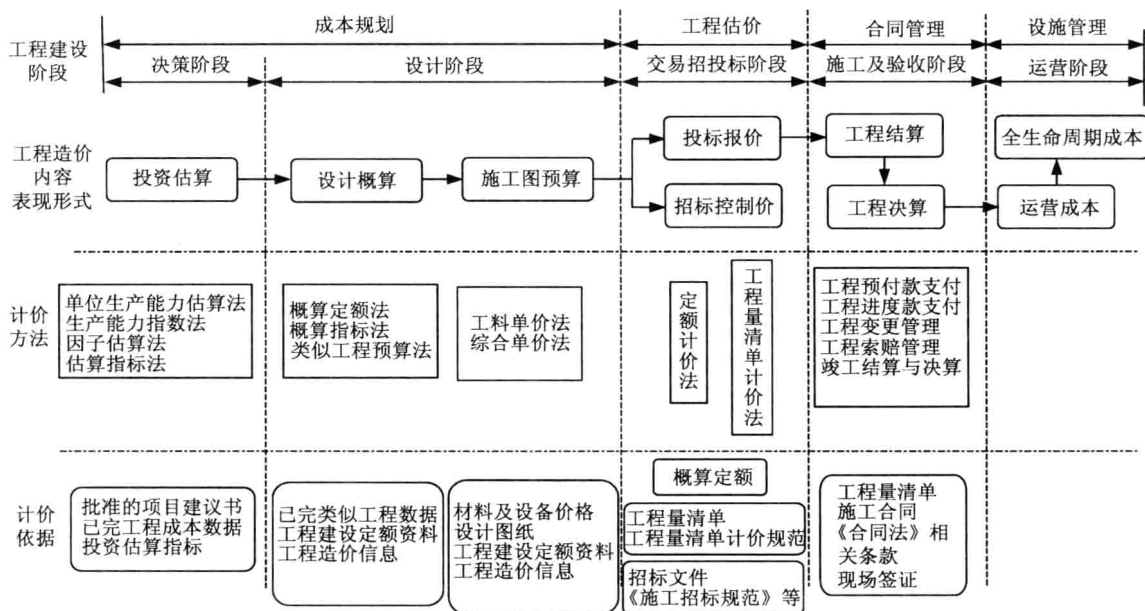 工程建设
阶段
成本规划
工程估价
合同管理
设施管理
决策阶段
设计阶段
交易招投标阶段
施工及验收阶段
运营阶段
工程造价
内容
表现形式
投资估算
设计概算
施工图预算
投标报价
招标控制价
工程结算
工程决算
全生命周期成本
运营成本
计价
方法
单位生产能力估算法
生产能力指数法
因子估算法
估算指标法
概算定额法
概算指标法
类似工程预算法
工料单价法
综合单价法
定额计价法
工程量清单计价法
工程预付款支付
工程进度款支付
工程变更管理
工程索赔管理
竣工结算与决算
计价
依据
批准的项目建议书
已完工程成本数据
投资估算指标
已完类似工程数据
工程建设定额资料
工程造价信息
材料及设备价格
设计图纸
工程建设定额资料
工程造价信息
概算定额
工程量清单
工程量清单计价规范
招标文件
《施工招标规范》等
工程量清单
施工合同
《合同法》相
关条款
现场签证